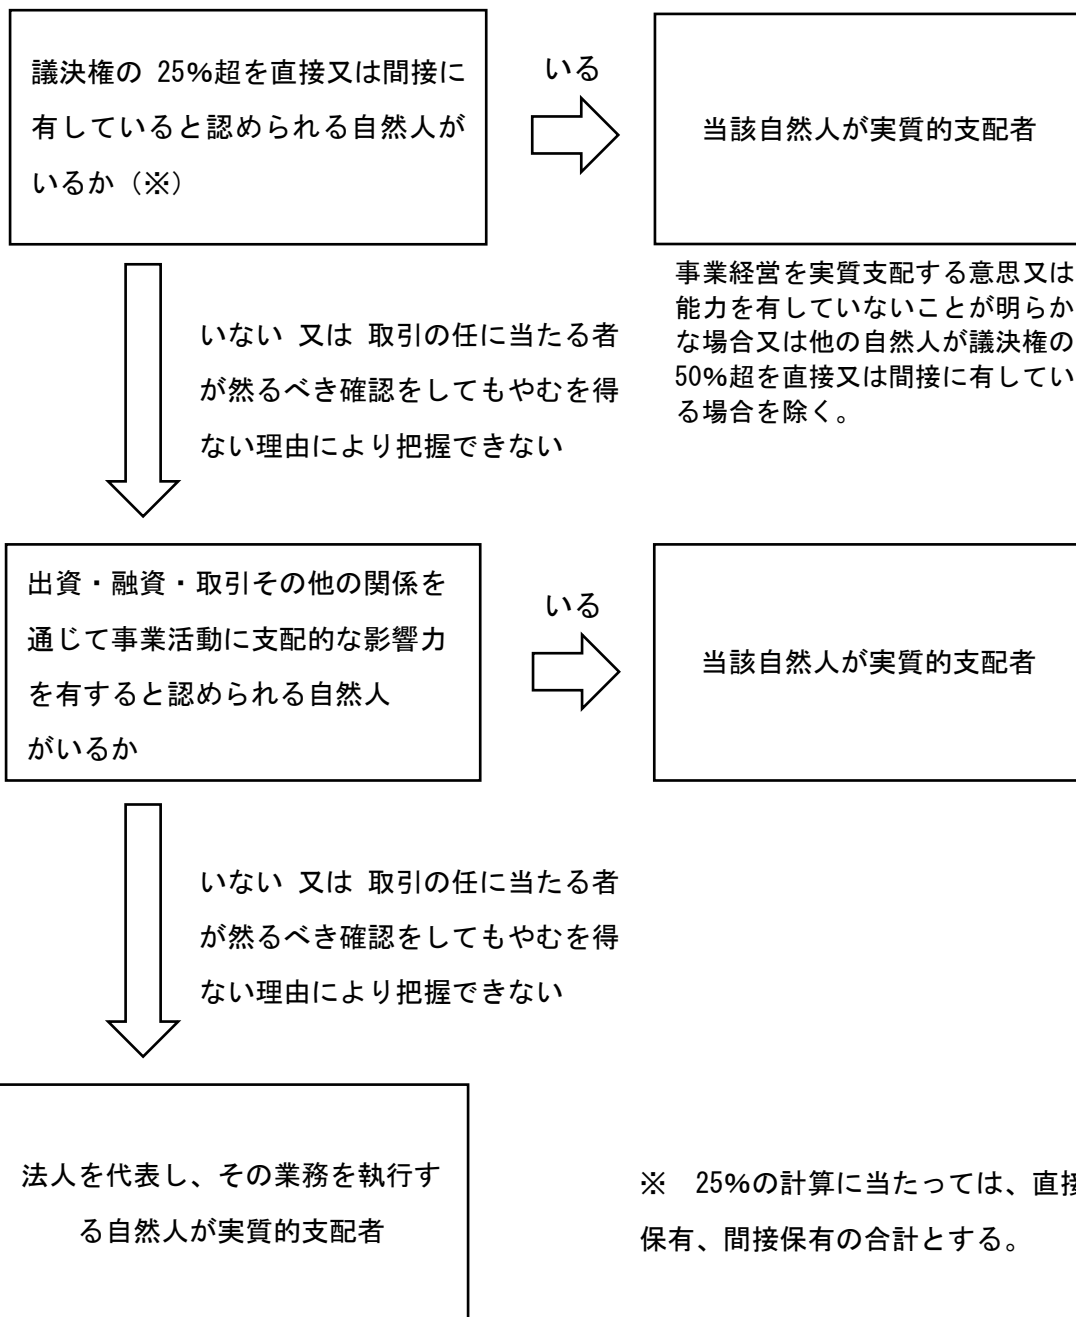 議決権の 25%超を直接又は間接に
有していると認められる自然人が
いるか（※）
いる
当該自然人が実質的支配者
事業経営を実質支配する意思又は
能力を有していないことが明らか
な場合又は他の自然人が議決権の
50%超を直接又は間接に有してい
る場合を除く。
いない 又は 取引の任に当たる者
が然るべき確認をしてもやむを得
ない理由により把握できない
出資・融資・取引その他の関係を
通じて事業活動に支配的な影響力
を有すると認められる自然人
がいるか
いる
当該自然人が実質的支配者
いない 又は 取引の任に当たる者
が然るべき確認をしてもやむを得
ない理由により把握できない
法人を代表し、その業務を執行す
る自然人が実質的支配者
※　25%の計算に当たっては、直接
保有、間接保有の合計とする。